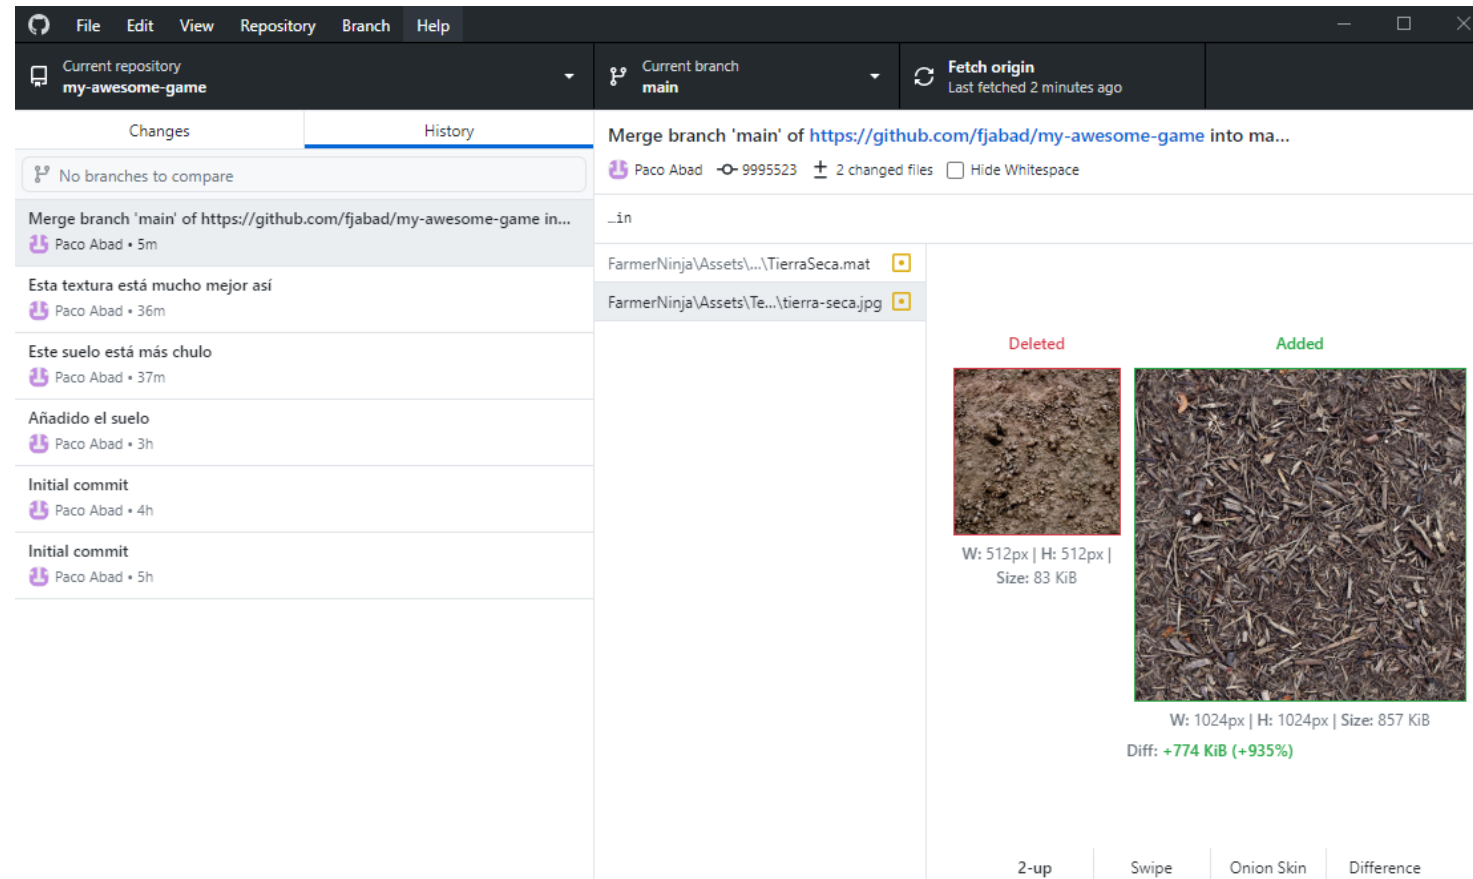 File Edit View Repository Branch Help
Current repository
my-awesome-game
Current branch
main
Fetch origin
Last fetched 2 minutes ago
Changes
History
No branches to compare
Merge branch 'main' of https://github.com/fjabad/my-awesome-game in...
Paco Abad • 5m
Esta textura está mucho mejor así
Paco Abad • 36m
Este suelo está más chulo
Paco Abad • 37m
Añadido el suelo
Paco Abad • 3h
Initial commit
Paco Abad • 4h
Initial commit
Paco Abad • 5h
Merge branch 'main' of https://github.com/fjabad/my-awesome-game into ma...
Paco Abad 9995523 2 changed files Hide Whitespace
…in
FarmerNinja\Assets\...\TierraSeca.mat
FarmerNinja\Assets\Te...\tierra-seca.jpg
Deleted
W: 512px | H: 512px |
Size: 83 KiB
Added
W: 1024px | H: 1024px | Size: 857 KiB
Diff: +774 KiB (+935%)
2-up Swipe Onion Skin Difference